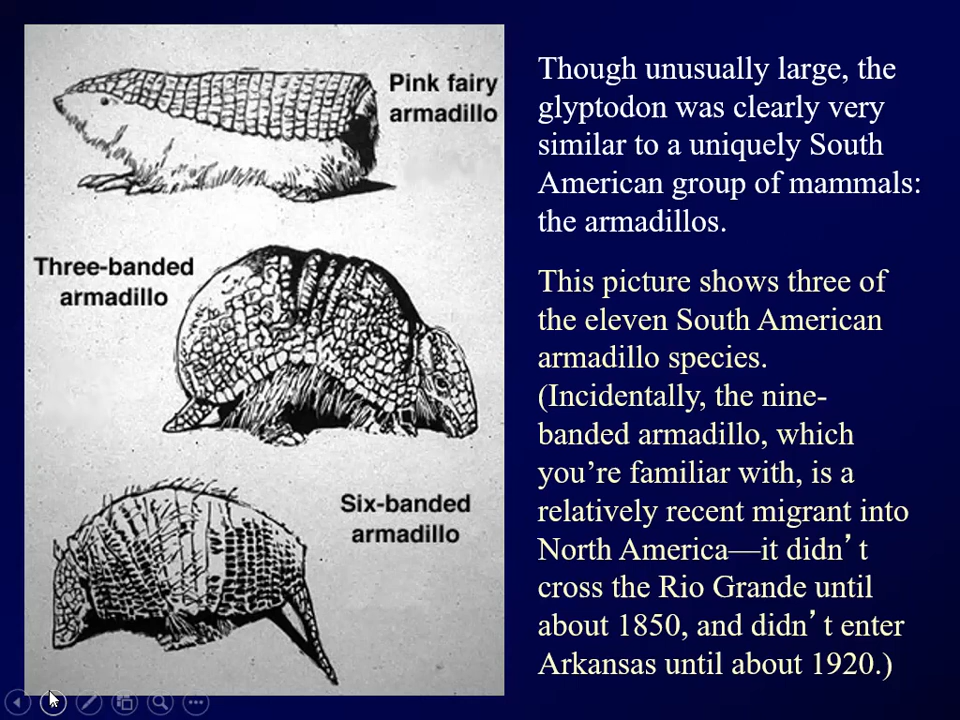 Pink fairy
armadillo
Three-banded
armadillo
Six-banded
armadillo
Though unusually large, the
glyptodon was clearly very
similar to a uniquely South
American group of mammals:
the armadillos.
This picture shows three of
the eleven South American
armadillo species.
(Incidentally, the nine-
banded armadillo, which
you’re familiar with, is a
relatively recent migrant into
North America—it didn’t
cross the Rio Grande until
about 1850, and didn’t enter
Arkansas until about 1920.)